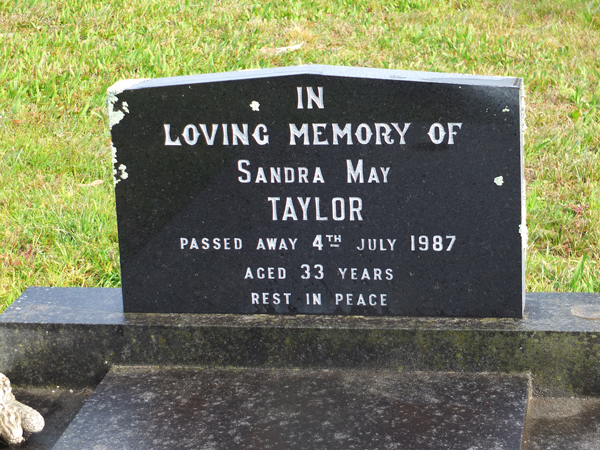 IN
LOVING MEMORY OF
SANDRA MAY
TAYLOR
PASSED AWAY 4TH JULY 1987
AGED 33 YEARS
REST IN PEACE